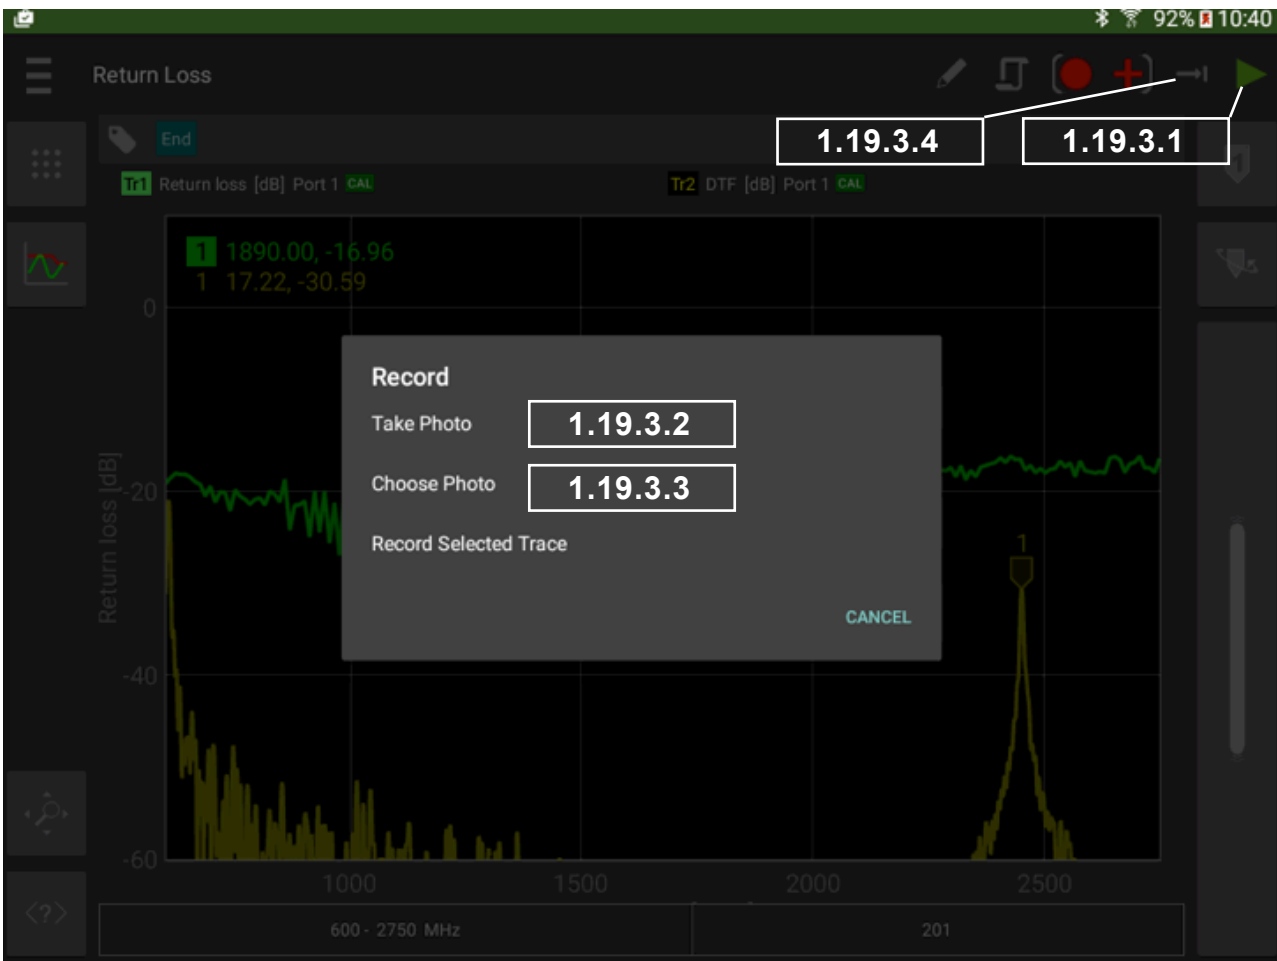 92% 10:40
Return Loss
End
1.19.3.4
1.19.3.1
1
Tr1 Return loss [dB] Port 1 CAL
Tr2 DTF [dB] Port 1 CAL
1 1890.00, -16.96
1 17.22, -30.59
0
-20
-40
-60
Return loss [dB]
Record
Take Photo
1.19.3.2
Choose Photo
1.19.3.3
Record Selected Trace
CANCEL
1
1000
1500
2000
2500
<?>
600 - 2750 MHz
201